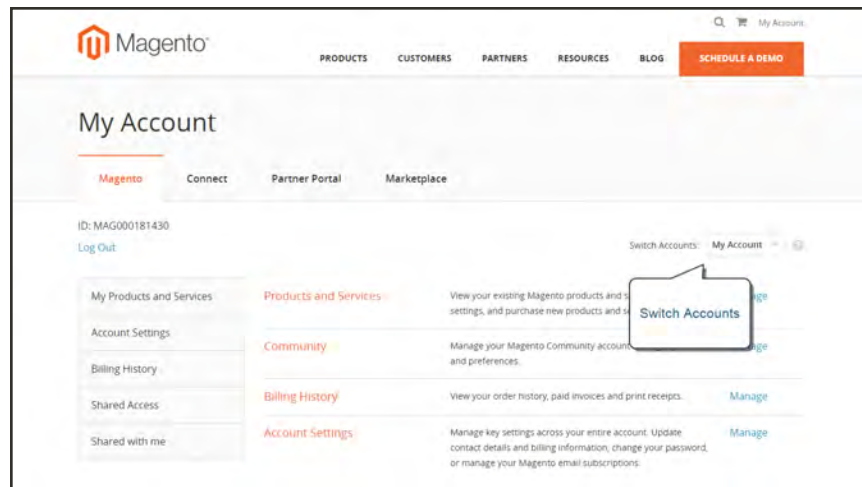 My Account
Magento
PRODUCTS CUSTOMERS PARTNERS RESOURCES BLOG SCHEDULE A DEMO
My Account
Magento Connect Partner Portal Marketplace
ID: MAG000181430
Log Out
Switch Accounts: My Account
My Products and Services
Account Settings
Billing History
Shared Access
Shared with me
Products and Services
View your existing Magento products and
settings, and purchase new products and
Community
Manage your Magento Community account
and preferences.
Billing History
View your order history, paid invoices and print receipts.
Manage
Account Settings
Manage key settings across your entire account. Update
contact details and billing information, change your password,
or manage your Magento email subscriptions.
Manage
Switch Accounts